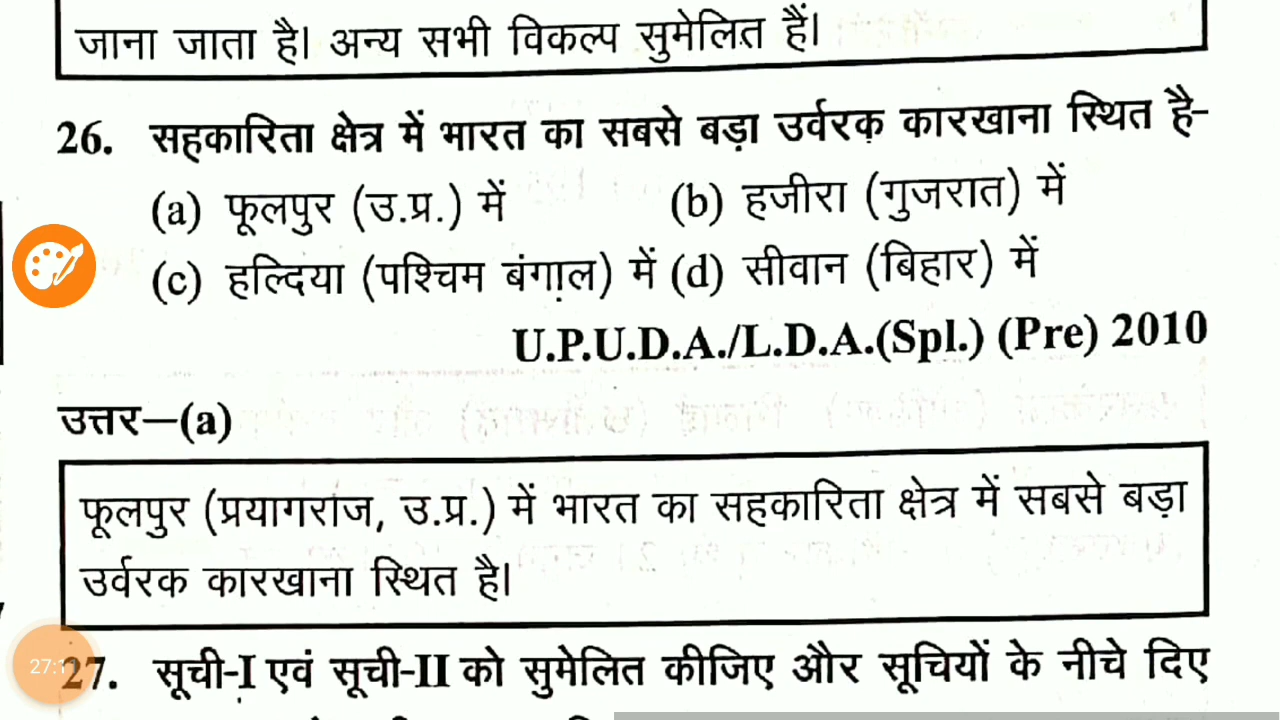 जाना जाता है। अन्य सभी विकल्प सुमेलित हैं।
26. सहकारिता क्षेत्र में भारत का सबसे बड़ा उर्वरक कारखाना स्थित है-
(a) फूलपुर (उ.प्र.) में (b) हजीरा (गुजरात) में
(c) हल्दिया (पश्चिम बंगाल) में (d) सीवान (बिहार) में
U.P.U.D.A./L.D.A.(Spl.) (Pre) 2010
उत्तर—(a)
फूलपुर (प्रयागराज, उ.प्र.) में भारत का सहकारिता क्षेत्र में सबसे बड़ा
उर्वरक कारखाना स्थित है।
27. सूची-I एवं सूची-II को सुमेलित कीजिए और सूचियों के नीचे दिए